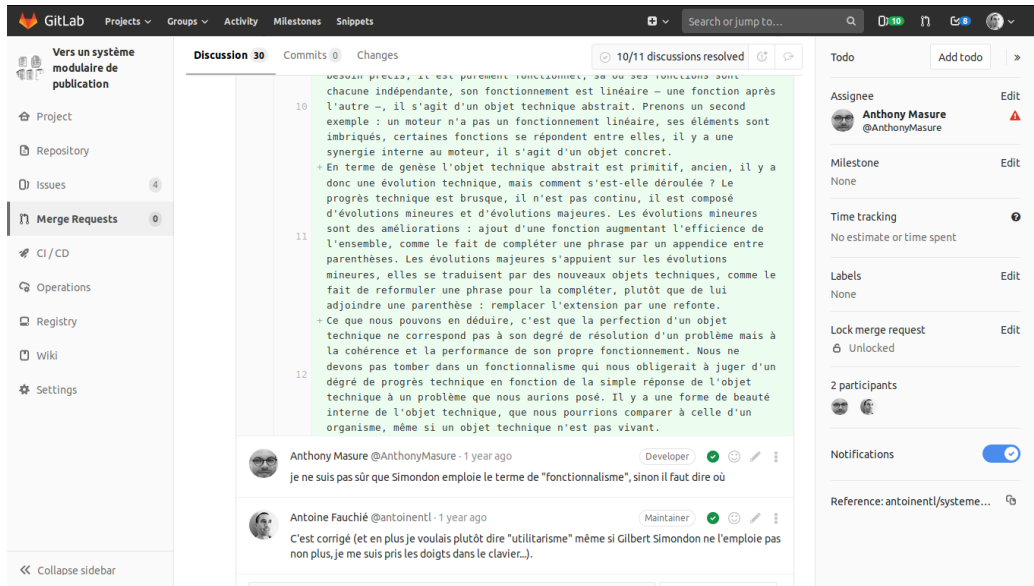 GitLab Projects Groups Activity Milestones Snippets Search or jump to... 10 8
Vers un système
modulaire de
publication
Project
Repository
Issues 4
Merge Requests 0
CI / CD
Operations
Registry
Wiki
Settings
Collapse sidebar
Discussion 30 Commits 0 Changes 10/11 discussions resolved
besoin précis, il est purement fonctionnel, sa ou ses fonctions sont
chacune indépendante, son fonctionnement est linéaire — une fonction après
10 l'autre —, il s'agit d'un objet technique abstrait. Prenons un second
exemple : un moteur n'a pas un fonctionnement linéaire, ses éléments sont
imbriqués, certaines fonctions se répondent entre elles, il y a une
synergie interne au moteur, il s'agit d'un objet concret.
+ En terme de genèse l'objet technique abstrait est primitif, ancien, il y a
donc une évolution technique, mais comment s'est-elle déroulée ? Le
progrès technique est brusque, il n'est pas continu, il est composé
d'évolutions mineures et d'évolutions majeures. Les évolutions mineures
11 sont des améliorations : ajout d'une fonction augmentant l'efficience de
l'ensemble, comme le fait de compléter une phrase par un appendice entre
parenthèses. Les évolutions majeures s'appuient sur les évolutions
mineures, elles se traduisent par des nouveaux objets techniques, comme le
fait de reformuler une phrase pour la compléter, plutôt que de lui
adjoindre une parenthèse : remplacer l'extension par une refonte.
+ Ce que nous pouvons en déduire, c'est que la perfection d'un objet
technique ne correspond pas à son degré de résolution d'un problème mais à
la cohérence et la performance de son propre fonctionnement. Nous ne
devons pas tomber dans un fonctionnalisme qui nous obligerait à juger d'un
12 dégré de progrès technique en fonction de la simple réponse de l'objet
technique à un problème que nous aurions posé. Il y a une forme de beauté
interne de l'objet technique, que nous pourrions comparer à celle d'un
organisme, même si un objet technique n'est pas vivant.
Anthony Masure @AnthonyMasure · 1 year ago Developer
je ne suis pas sûr que Simondon emploie le terme de "fonctionnalisme", sinon il faut dire où
Antoine Fauchié @antoinentl · 1 year ago Maintainer
C'est corrigé (et en plus je voulais plutôt dire "utilitarisme" même si Gilbert Simondon ne l'emploie pas
non plus, je me suis pris les doigts dans le clavier...).
Todo Add todo »
Assignee Edit
Anthony Masure
@AnthonyMasure
Milestone Edit
None
Time tracking
No estimate or time spent
Labels Edit
None
Lock merge request Edit
Unlocked
2 participants
Notifications
Reference: antoinentl/systeme...